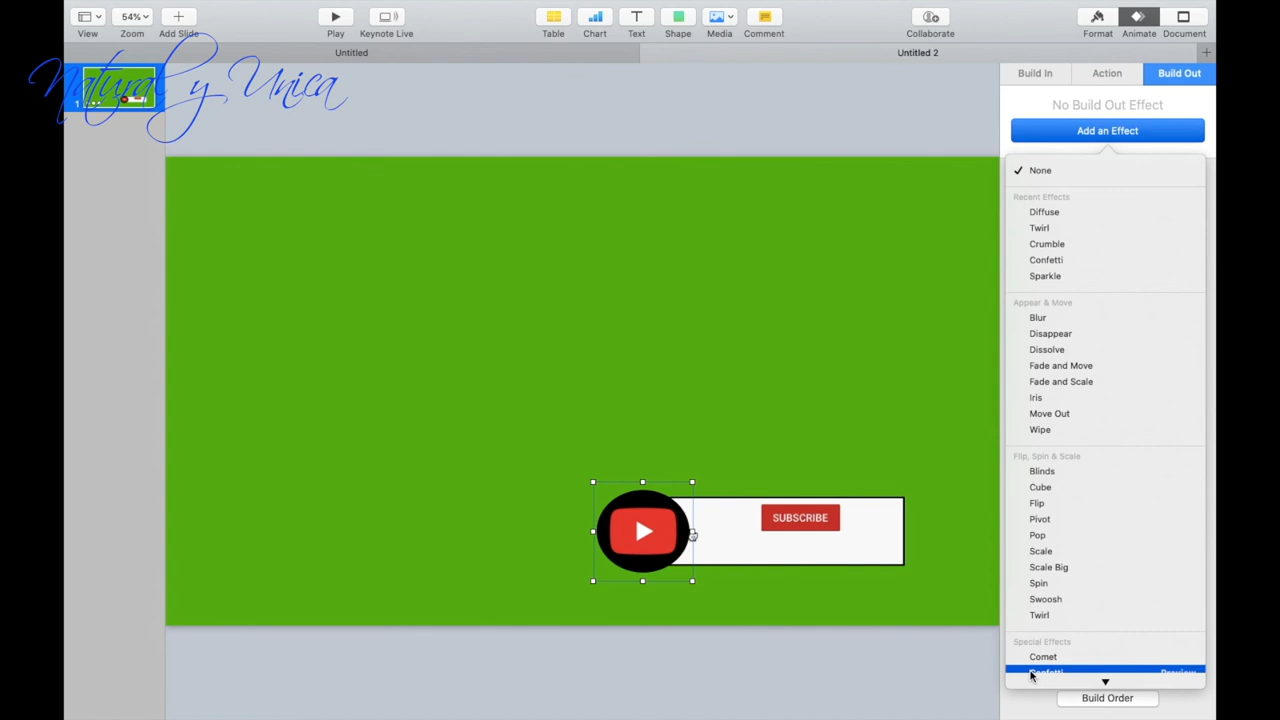 View
54%
Zoom
Add Slide
Play
Keynote Live
Table
Chart
Text
Shape
Media
Comment
Collaborate
Format
Animate
Document
Untitled
Untitled 2
Natural y Unica
1
Build In
Action
Build Out
No Build Out Effect
Add an Effect
None
Recent Effects
Diffuse
Twirl
Crumble
Confetti
Sparkle
Appear & Move
Blur
Disappear
Dissolve
Fade and Move
Fade and Scale
Iris
Move Out
Wipe
Flip, Spin & Scale
Blinds
Cube
Flip
Pivot
Pop
Scale
Scale Big
Spin
Swoosh
Twirl
Special Effects
Comet
Confetti Preview
SUBSCRIBE
Build Order